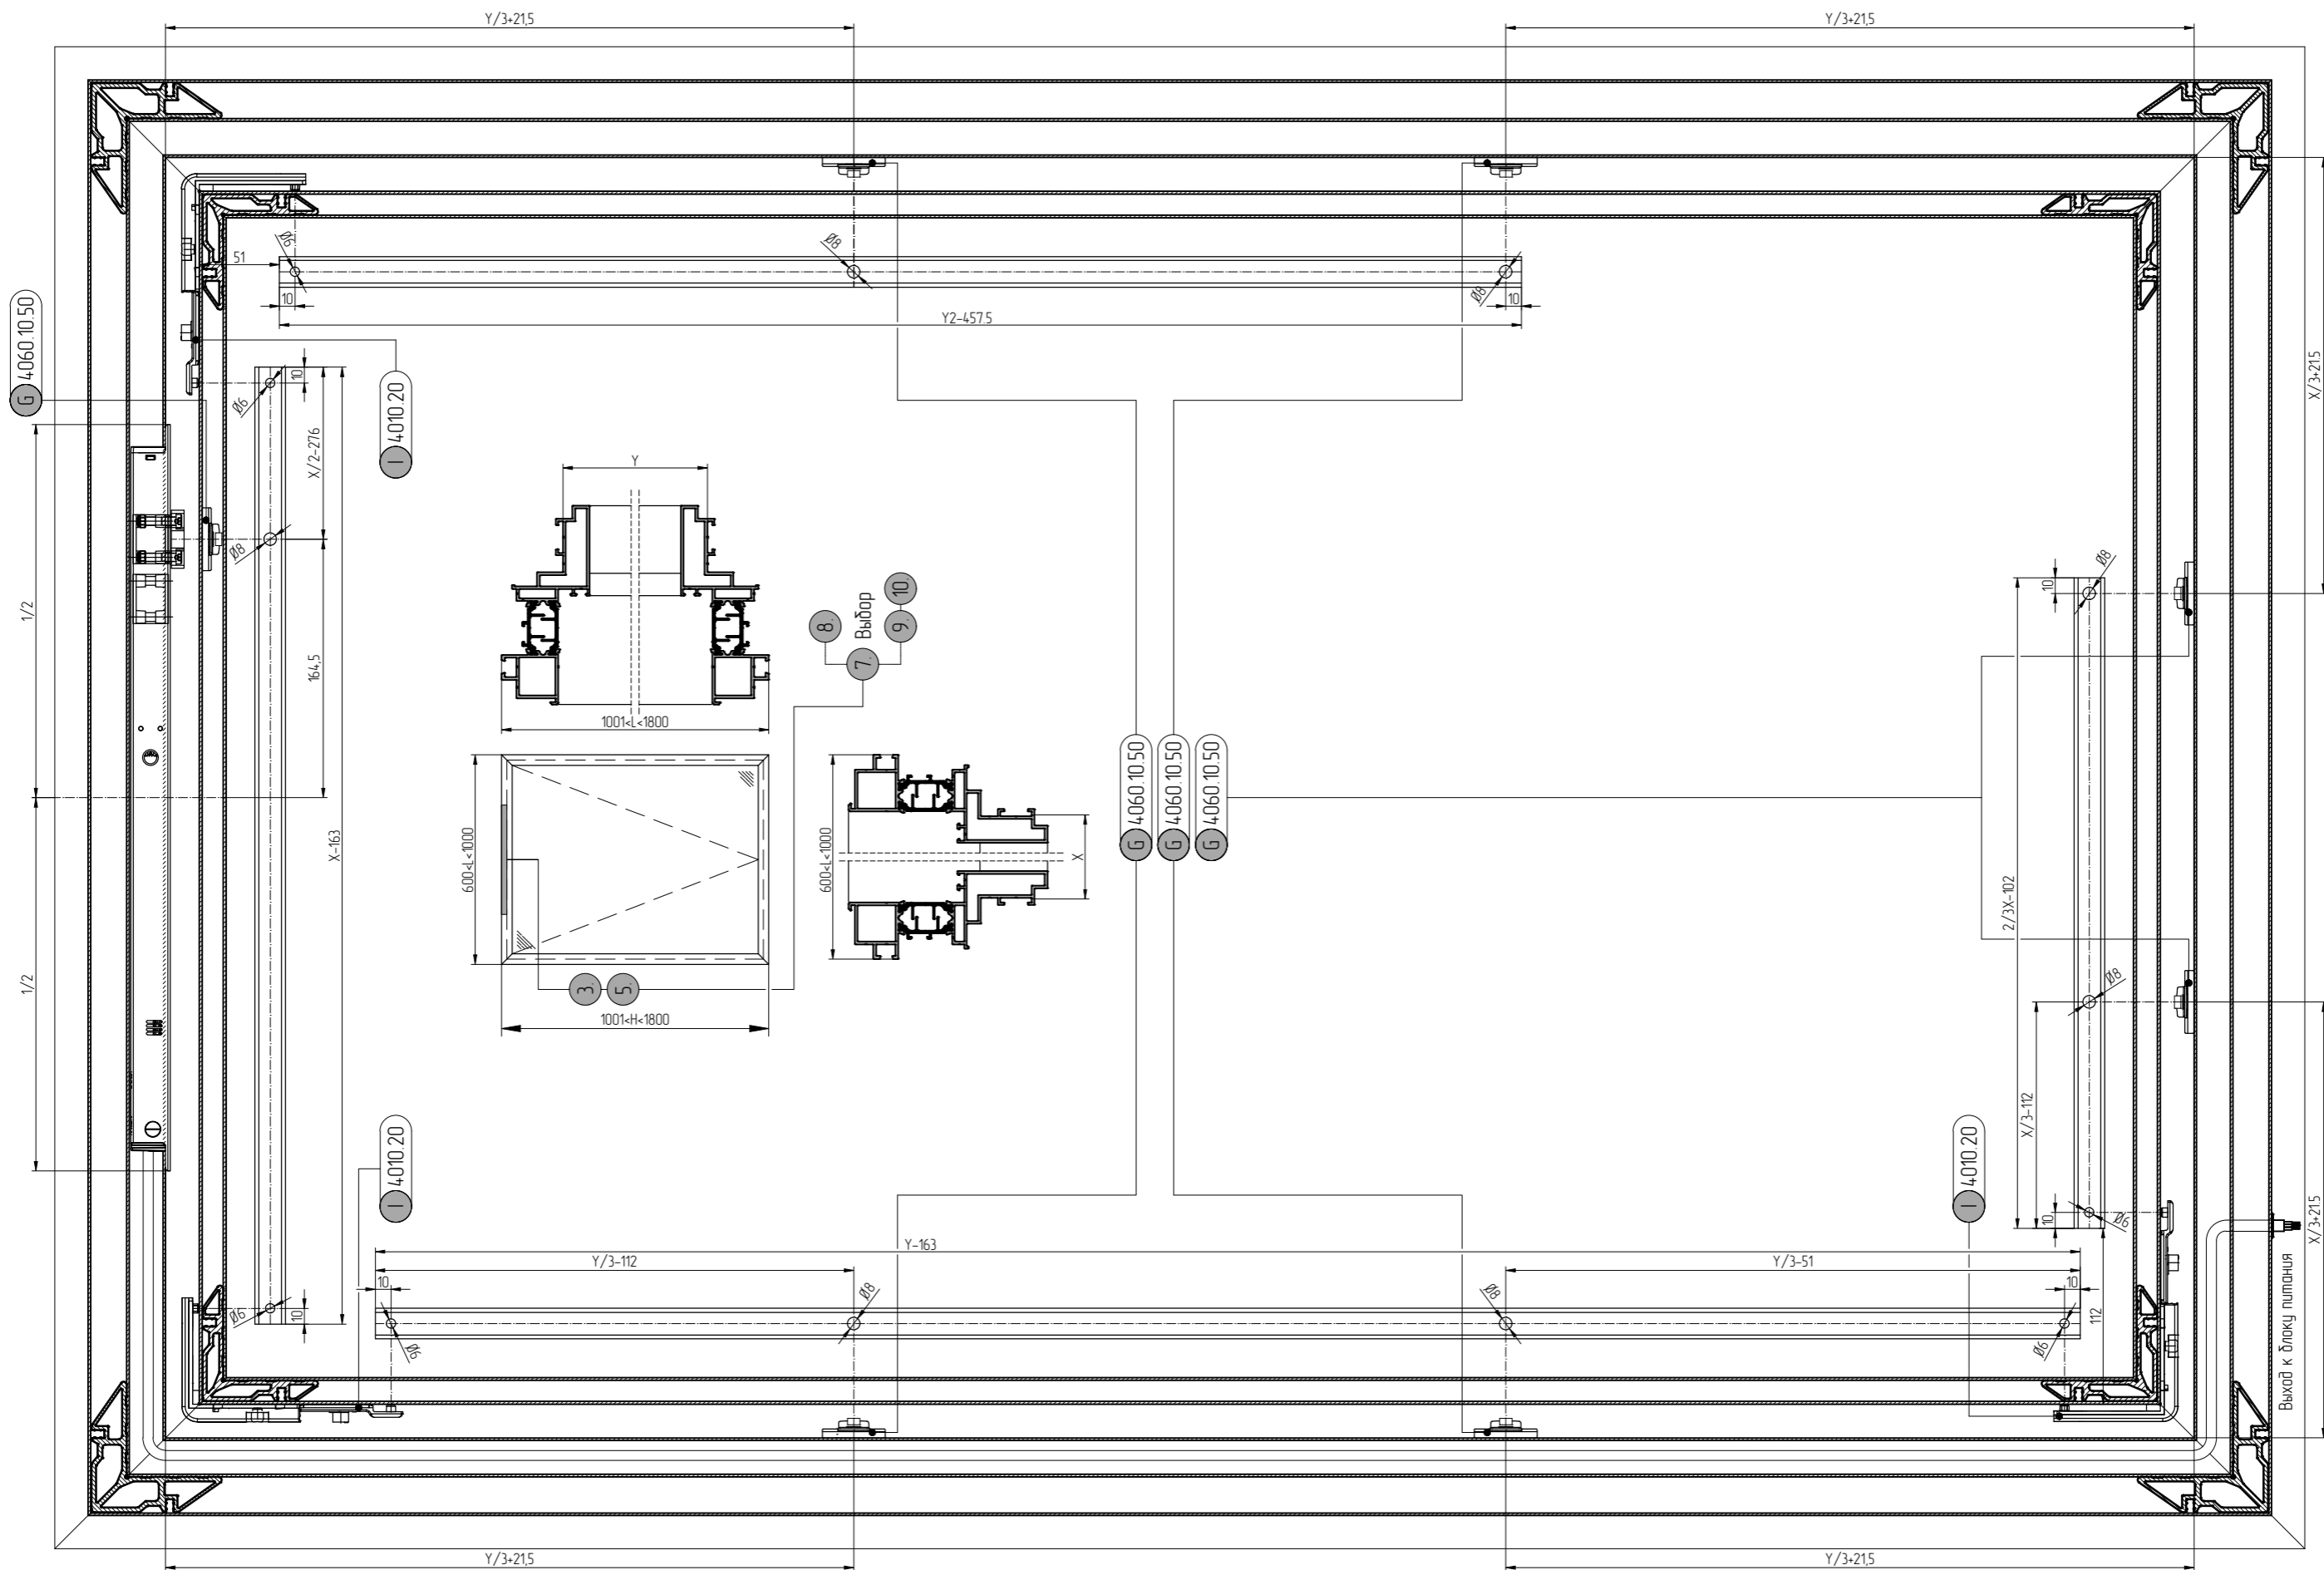 Y/3+21,5
Y/3+21,5
G 4060.10.50
51
Ø6
Ø8
Ø8
10
10
Y2-457.5
Ø6
10
X/2-276
I 4010.20
X/3+21.5
1/2
Ø8
164,5
X-163
Y
1001<L<1800
8.
7.
Выбор
9.
10.
Ø8
10
600<L<1000
600<L<1000
X
G 4060.10.50
G 4060.10.50
G 4060.10.50
2/3X-102
1/2
3.
5.
1001<H<1800
Ø8
X/3-112
I 4010.20
I 4010.20
10
Ø6
X/3+21.5
Y-163
Y/3-112
Y/3-51
10
10
112
Ø6
10
Ø6
Ø8
Ø8
Ø6
Выход к блоку питания
Y/3+21,5
Y/3+21,5